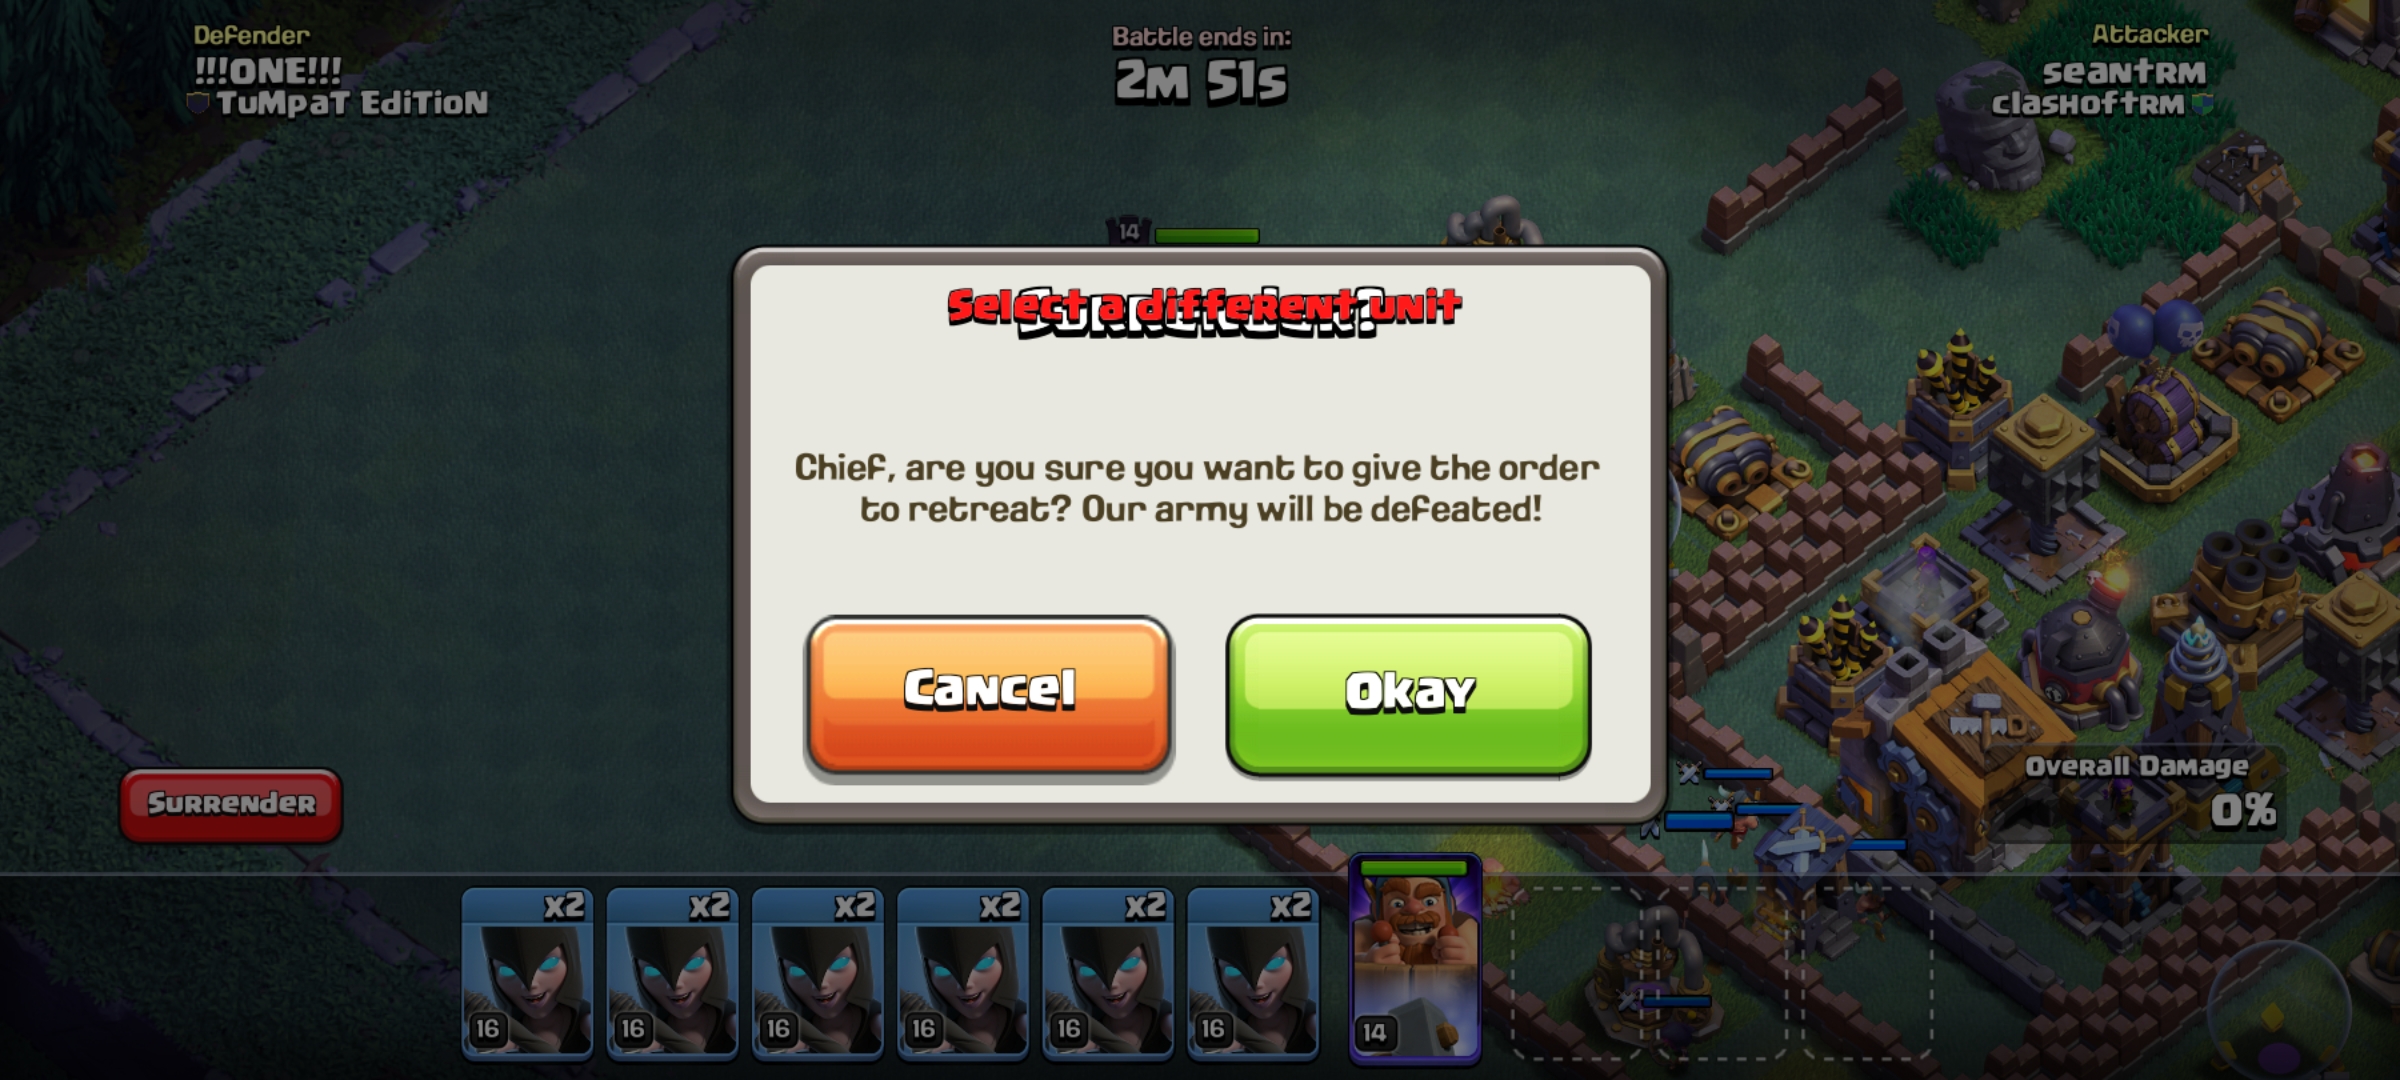 Defender
!!!ONE!!!
TuMpaT EdiTioN
Battle ends in:
2M 51s
Attacker
seantRM
clashoftRM
14
Select a different unit
Surrender?
Chief, are you sure you want to give the order
to retreat? Our army will be defeated!
Cancel
Okay
Surrender
Overall Damage
0%
x2
x2
x2
x2
x2
x2
16
16
16
16
16
16
14